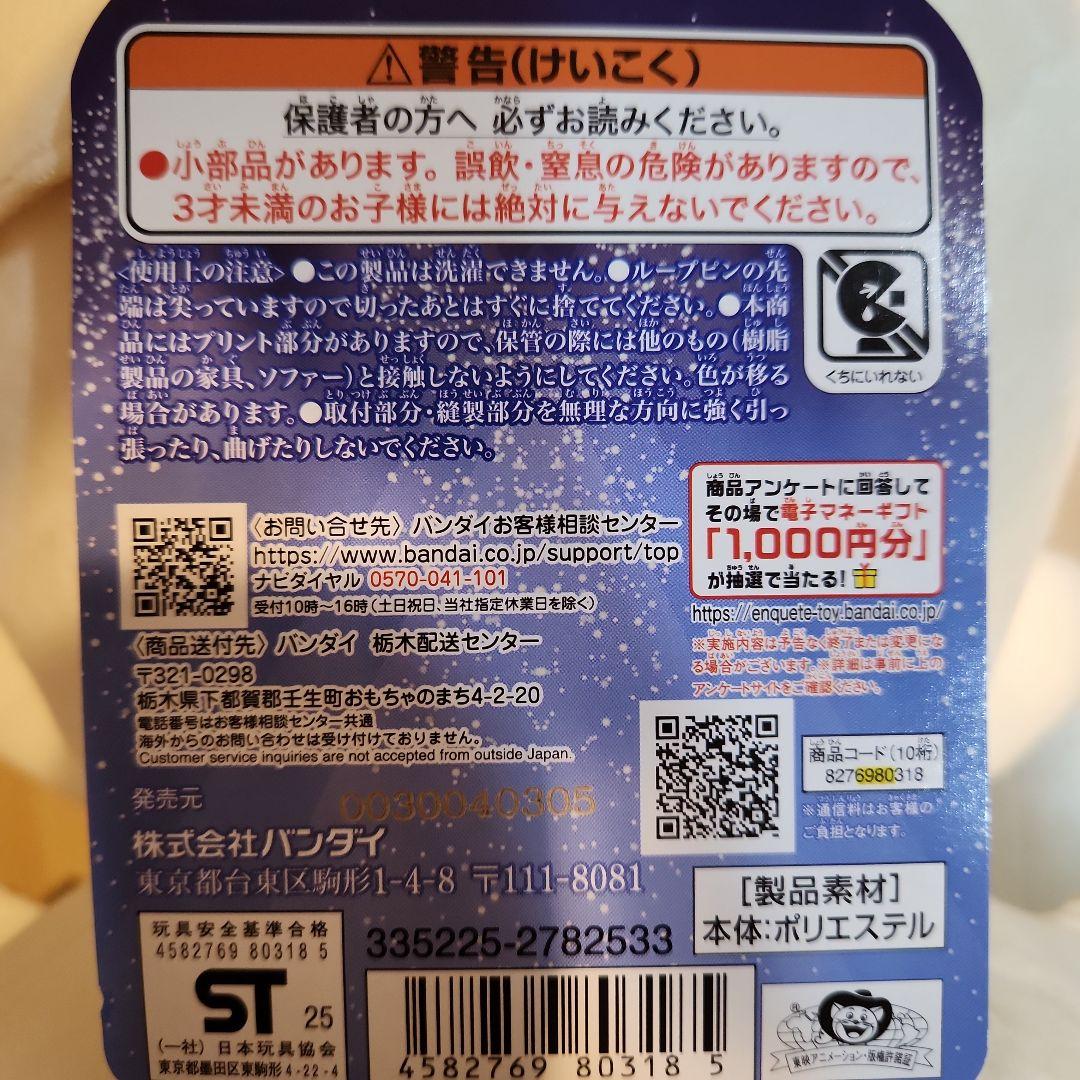 ⚠警告(けいこく)
保護者の方へ 必ずお読みください。
●小部品があります。誤飲・窒息の危険がありますので、
3才未満のお子様には絶対に与えないでください。
〈使用上の注意〉●この製品は洗濯できません。●ループピンの先
端は尖っていますので切ったあとはすぐに捨ててください。●本商
品にはプリント部分がありますので、保管の際には他のもの(樹脂
製品の家具、ソファー)と接触しないようにしてください。色が移る
場合があります。●取付部分・縫製部分を無理な方向に強く引っ
張ったり、曲げたりしないでください。
くちにいれない
〈お問い合せ先〉バンダイお客様相談センター
https://www.bandai.co.jp/support/top
ナビダイヤル 0570-041-101
受付10時～16時(土日祝日、当社指定休業日を除く)
〈商品送付先〉バンダイ 栃木配送センター
〒321-0298
栃木県下都賀郡壬生町おもちゃのまち4-2-20
電話番号はお客様相談センター共通
海外からのお問い合わせは受け付けておりません。
Customer service inquiries are not accepted from outside Japan.
商品アンケートに回答して
その場で電子マネーギフト
「1,000円分」
が抽選で当たる!
https://enquete-toy.bandai.co.jp/
※実施内容は予告なく終了または変更にな
る場合がございます。※詳細は事前に上の
アンケートサイトをご確認ください。
商品コード(10桁)
8276980318
※通信料はお客様の
ご負担となります。
発売元
0030040305
株式会社バンダイ
東京都台東区駒形1-4-8 〒111-8081
[製品素材]
本体:ポリエステル
玩具安全基準合格
4582769 80318 5
ST 25
(一社) 日本玩具協会
東京都墨田区東駒形4-22-4
335225-2782533
4582769 80318 5
東映アニメーション・版権許諾証